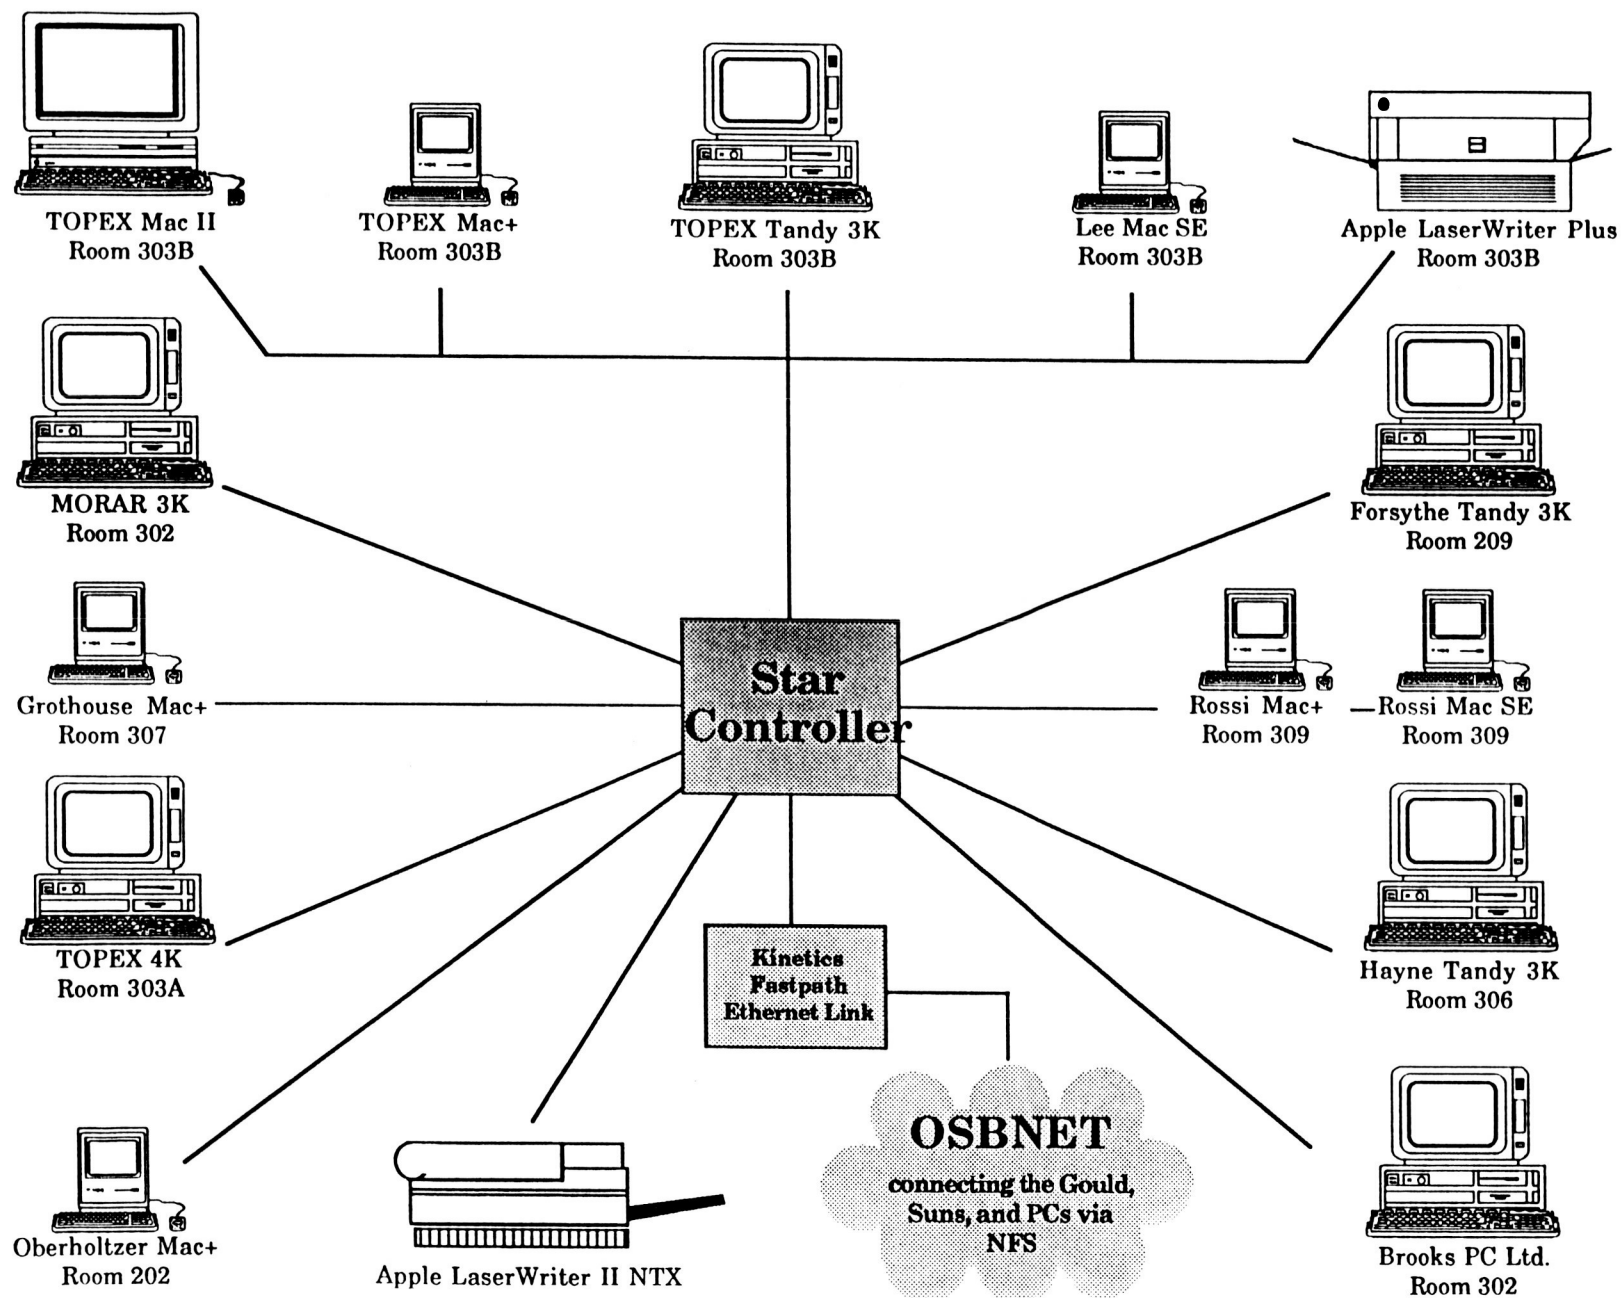 TOPEX Mac II
Room 303B
TOPEX Mac+
Room 303B
TOPEX Tandy 3K
Room 303B
Lee Mac SE
Room 303B
Apple LaserWriter Plus
Room 303B
MORAR 3K
Room 302
Forsythe Tandy 3K
Room 209
Grothouse Mac+
Room 307
Star
Controller
Rossi Mac+
Room 309
Rossi Mac SE
Room 309
TOPEX 4K
Room 303A
Kinetics
Fastpath
Ethernet Link
Hayne Tandy 3K
Room 306
Oberholtzer Mac+
Room 202
Apple LaserWriter II NTX
OSBNET
connecting the Gould,
Suns, and PCs via
NFS
Brooks PC Ltd.
Room 302